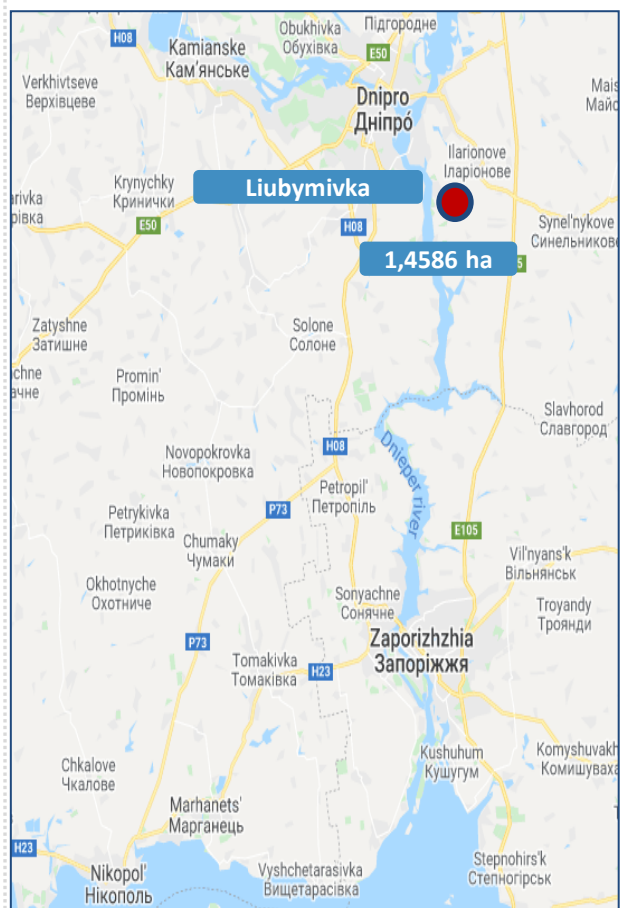 Obukhivka
Обухівка
Підгородне
H08
E50
Kamianske
Кам'янське
Verkhivtseve
Верхівцеве
Dnipro
Дніпро́
Ilarionove
Іларіонове
Krynychky
Кринички
Liubymivka
E50
H08
Synel'nykove
Синельникове
1,4586 ha
5
Zatyshne
Затишне
Solone
Солоне
Promin'
Промінь
Slavhorod
Славгород
Novopokrovka
Новопокровка
H08
Dnieper river
Petropil'
Петропіль
Petrykivka
Петриківка
P73
E105
Chumaky
Чумаки
Vil'nyans'k
Вільнянськ
Okhotnyche
Охотниче
Sonyachne
Сонячне
Troyandy
Троянди
P73
Zaporizhzhia
Запоріжжя
Tomakivka
Томаківка
H23
Kushuhum
Кушугум
Komyshuvakh
Комишуваха
Chkalove
Чкалове
Marhanets'
Марганець
H23
Nikopol'
Нікополь
Vyshchetarasivka
Вищетарасівка
Stepnohirs'k
Степногірськ